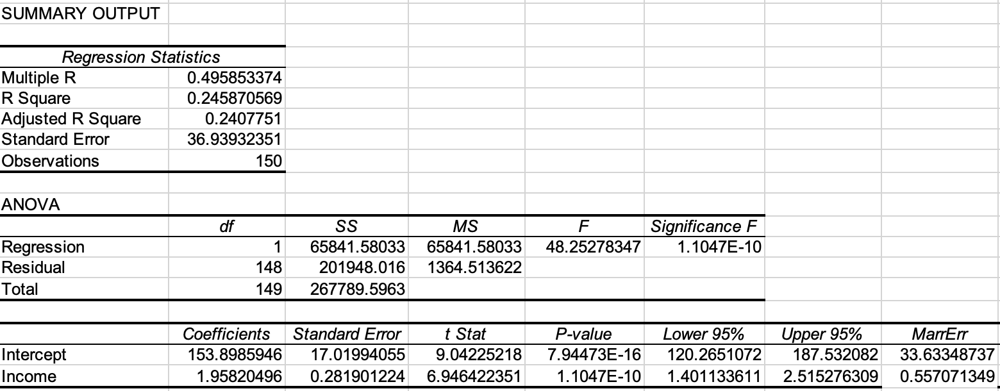 SUMMARY OUTPUT
Regression Statistics
Multiple R 0.495853374
R Square 0.245870569
Adjusted R Square 0.2407751
Standard Error 36.93932351
Observations 150
ANOVA
df SS MS F Significance F
Regression 1 65841.58033 65841.58033 48.25278347 1.1047E-10
Residual 148 201948.016 1364.513622
Total 149 267789.5963
Coefficients Standard Error t Stat P-value Lower 95% Upper 95% MarrErr
Intercept 153.8985946 17.01994055 9.04225218 7.94473E-16 120.2651072 187.532082 33.63348737
Income 1.95820496 0.281901224 6.946422351 1.1047E-10 1.401133611 2.515276309 0.557071349